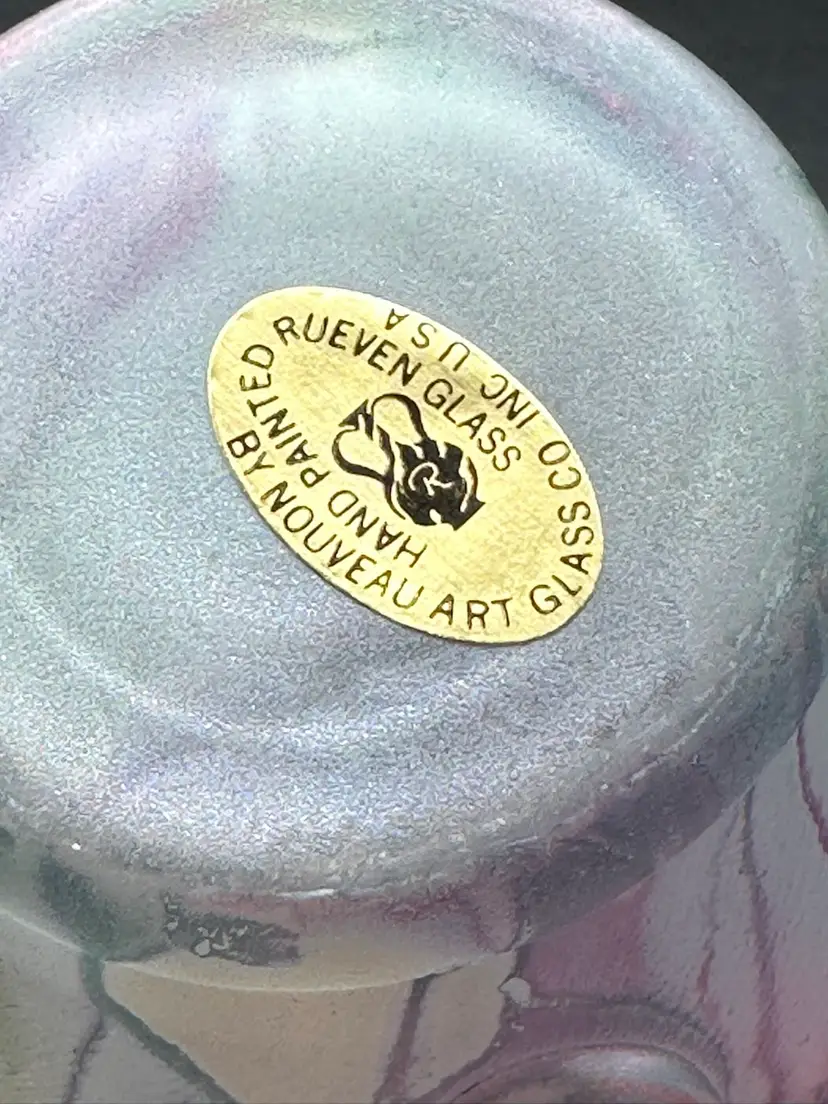 RUEVEN GLASS
HAND PAINTED
BY NOUVEAU ART GLASS CO INC USA
R